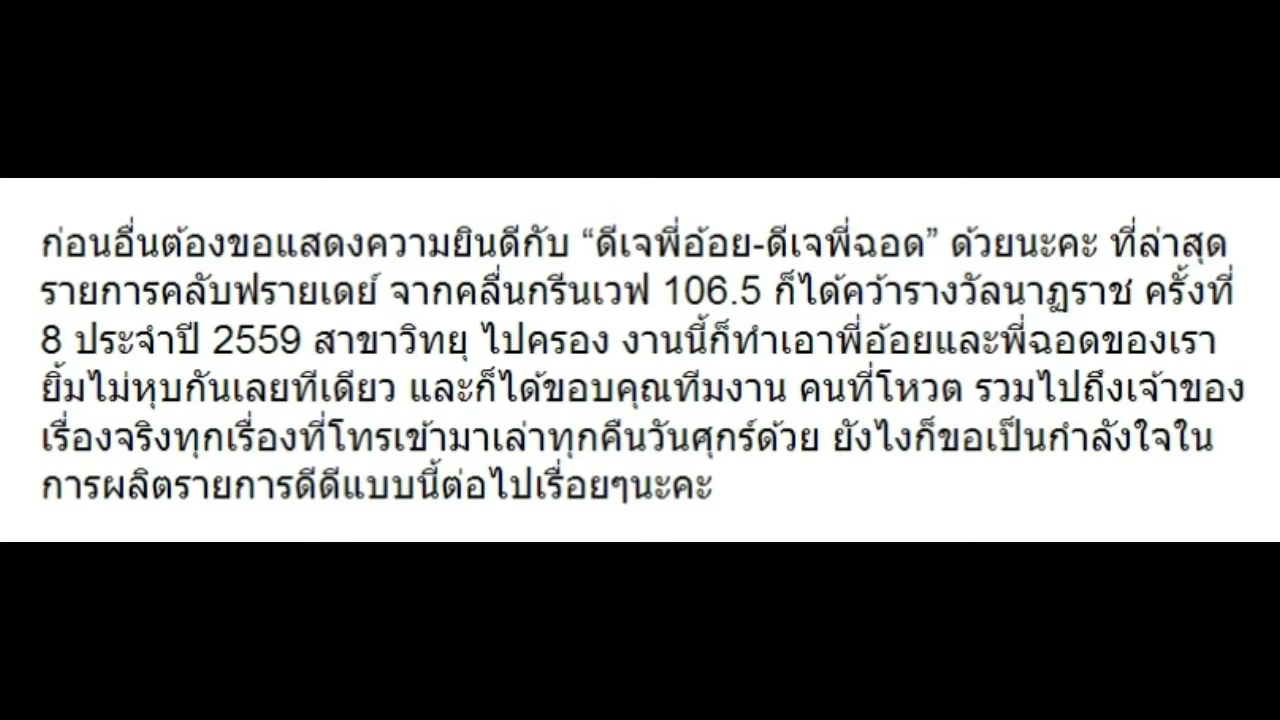 ก่อนอื่นต้องขอแสดงความยินดีกับ “ดีเจพี่อ้อย-ดีเจพี่ฉอด” ด้วยนะคะ ที่ล่าสุด
รายการคลับฟรายเดย์ จากคลื่นกรีนเวฟ 106.5 ก็ได้คว้ารางวัลนาฏราช ครั้งที่
8 ประจำปี 2559 สาขาวิทยุ ไปครอง งานนี้ก็ทำเอาพี่อ้อยและพี่ฉอดของเรา
ยิ้มไม่หุบกันเลยทีเดียว และก็ได้ขอบคุณทีมงาน คนที่โหวต รวมไปถึงเจ้าของ
เรื่องจริงทุกเรื่องที่โทรเข้ามาเล่าทุกคืนวันศุกร์ด้วย ยังไงก็ขอเป็นกำลังใจใน
การผลิตรายการดีดีแบบนี้ต่อไปเรื่อยๆนะคะ